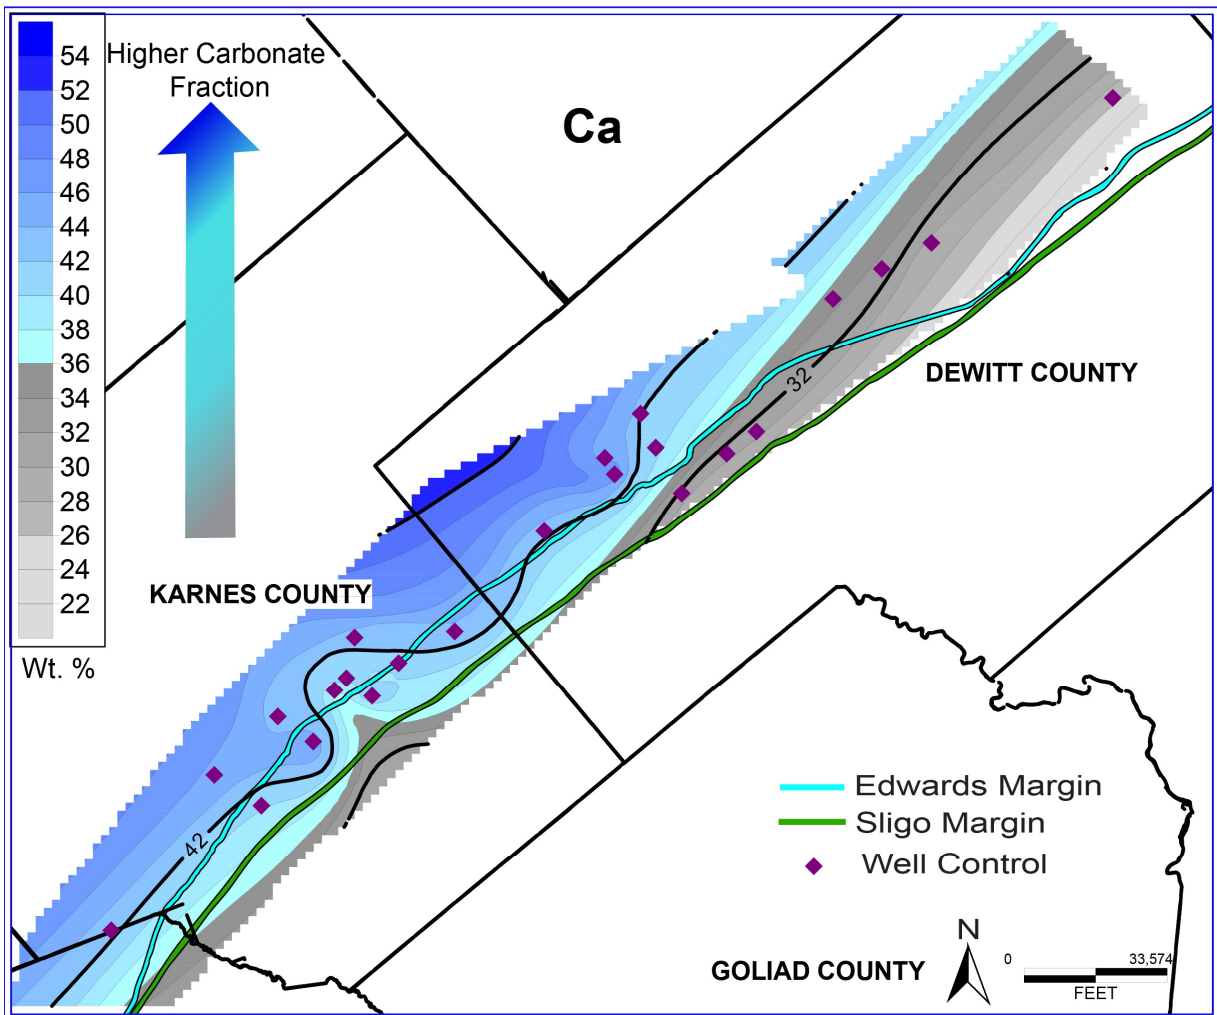 54
52
50
48
46
44
42
40
38
36
34
32
30
28
26
24
22
Wt. %
Higher Carbonate
Fraction
Ca
32
DEWITT COUNTY
KARNES COUNTY
42
Edwards Margin
Sligo Margin
Well Control
GOLIAD COUNTY
N
0 33,574
FEET